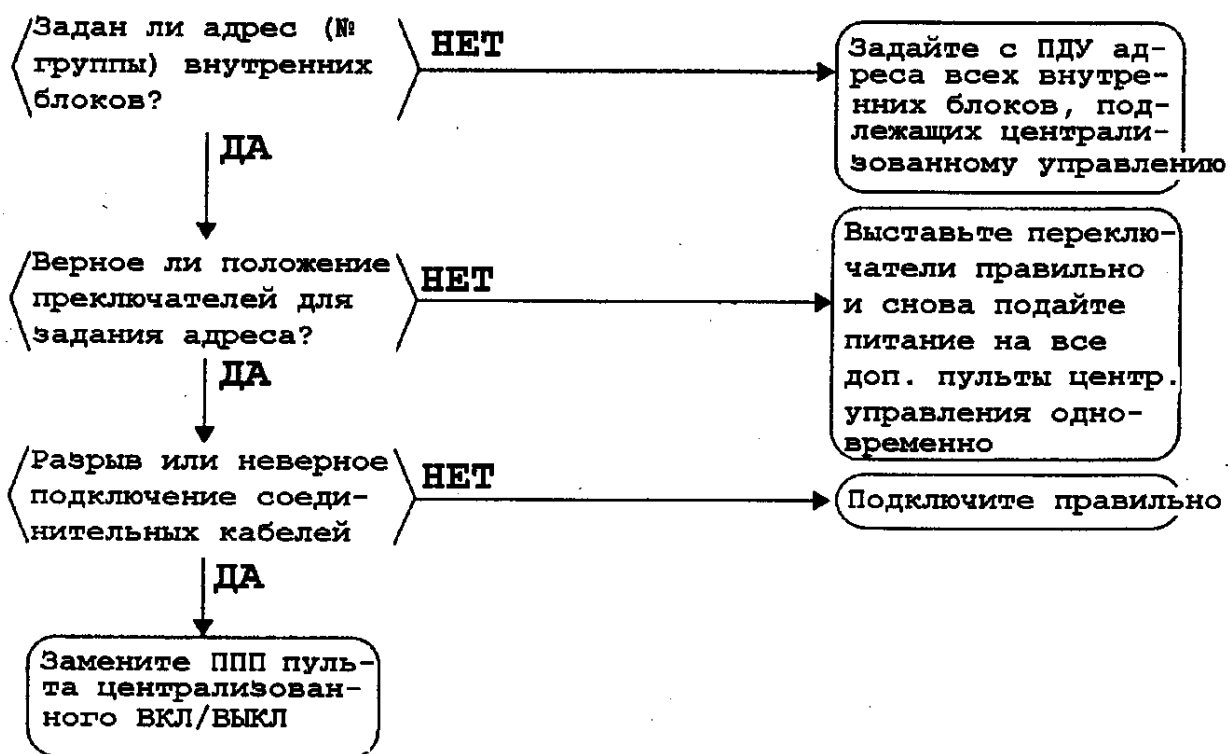 Задан ли адрес (№
группы) внутренних
блоков?
НЕТ
Задайте с ПДУ ад-
реса всех внутре-
нних блоков, под-
лежащих централи-
зованному управлению
ДА
Верное ли положение
преключателей для
задания адреса?
НЕТ
Выставьте переклю-
чатели правильно
и снова подайте
питание на все
доп. пульты центр.
управления одно-
временно
ДА
Разрыв или неверное
подключение соеди-
нительных кабелей
НЕТ
Подключите правильно
ДА
Замените ППП пуль-
та централизован-
ного ВКЛ/ВЫКЛ